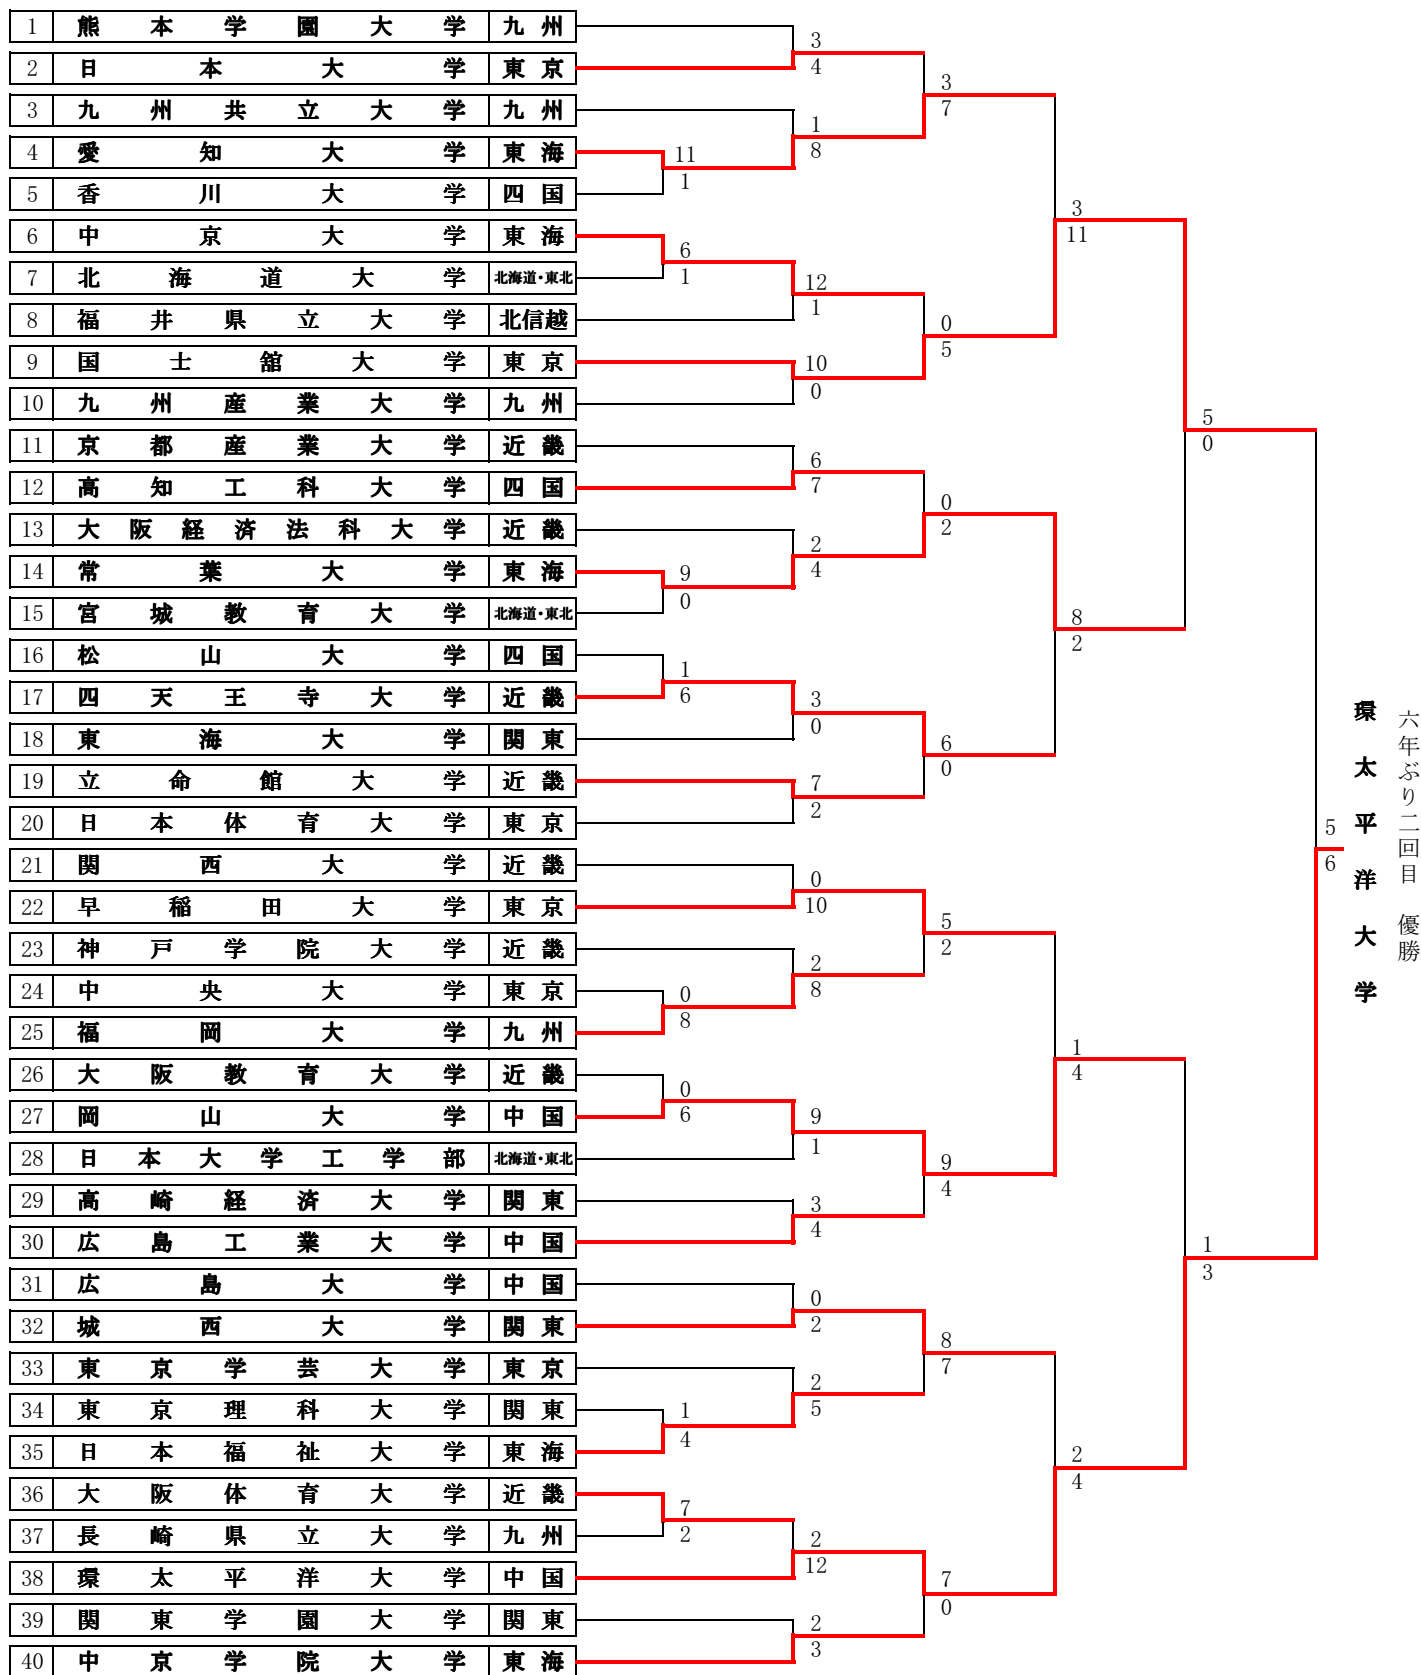 1 熊本学園大学 九州
2 日本大学 東京
3 九州共立大学 九州
4 愛知大学 東海
5 香川大学 四国
6 中京大学 東海
7 北海道大学 北海道・東北
8 福井県立大学 北信越
9 国士舘大学 東京
10 九州産業大学 九州
11 京都産業大学 近畿
12 高知工科大学 四国
13 大阪経済法科大学 近畿
14 常葉大学 東海
15 宮城教育大学 北海道・東北
16 松山大学 四国
17 四天王寺大学 近畿
18 東海大学 関東
19 立命館大学 近畿
20 日本体育大学 東京
21 関西大学 近畿
22 早稲田大学 東京
23 神戸学院大学 近畿
24 中央大学 東京
25 福岡大学 九州
26 大阪教育大学 近畿
27 岡山大学 中国
28 日本大学工学部 北海道・東北
29 高崎経済大学 関東
30 広島工業大学 中国
31 広島大学 中国
32 城西大学 関東
33 東京学芸大学 東京
34 東京理科大学 関東
35 日本福祉大学 東海
36 大阪体育大学 近畿
37 長崎県立大学 九州
38 環太平洋大学 中国
39 関東学園大学 関東
40 中京学院大学 東海
11
1
6
1
9
0
1
6
0
8
0
6
1
4
7
2
3
4
1
8
12
1
10
0
6
7
2
4
3
0
7
2
0
10
2
8
9
1
3
4
0
2
2
5
2
12
2
3
3
7
0
5
0
2
6
0
5
2
9
4
8
7
7
0
3
11
8
2
1
4
2
4
5
0
1
3
5
6
環太平洋大学
六年ぶり二回目 優勝